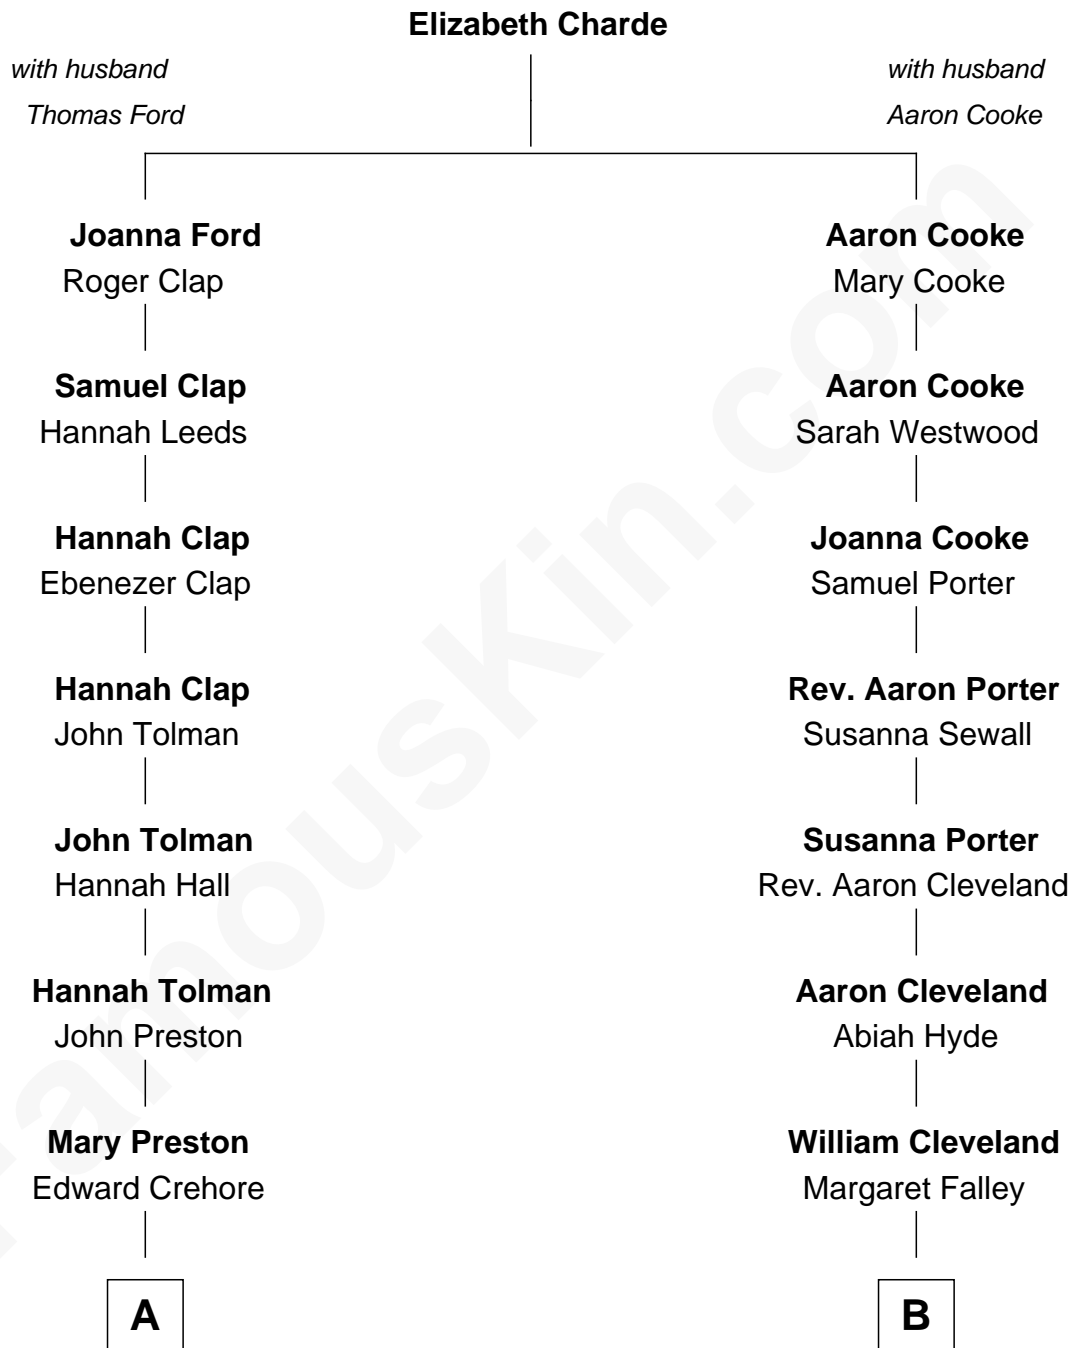 Elizabeth Charde
with husband
Thomas Ford
with husband
Aaron Cooke
Joanna Ford
Roger Clap
Aaron Cooke
Mary Cooke
Samuel Clap
Hannah Leeds
Aaron Cooke
Sarah Westwood
Hannah Clap
Ebenezer Clap
Joanna Cooke
Samuel Porter
Hannah Clap
John Tolman
Rev. Aaron Porter
Susanna Sewall
John Tolman
Hannah Hall
Susanna Porter
Rev. Aaron Cleveland
Hannah Tolman
John Preston
Aaron Cleveland
Abiah Hyde
Mary Preston
Edward Crehore
William Cleveland
Margaret Falley
A
B
FamousKin.com